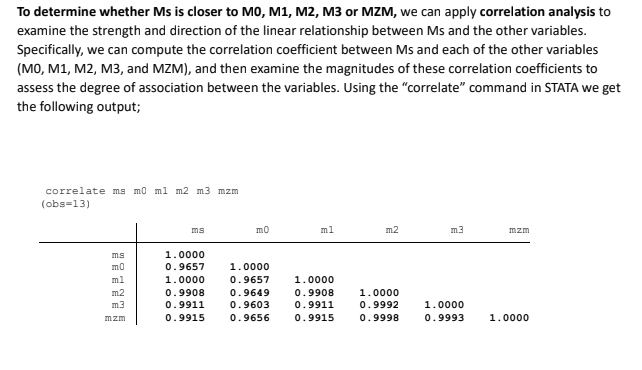 To determine whether Ms is closer to M0, M1, M2, M3 or MZM, we can apply correlation analysis to
examine the strength and direction of the linear relationship between Ms and the other variables.
Specifically, we can compute the correlation coefficient between Ms and each of the other variables
(M0, M1, M2, M3, and MZM), and then examine the magnitudes of these correlation coefficients to
assess the degree of association between the variables. Using the “correlate” command in STATA we get
the following output;
correlate ms m0 m1 m2 m3 mzm
(obs=13)
ms m0 m1 m2 m3 mzm
ms 1.0000
m0 0.9657 1.0000
m1 1.0000 0.9657 1.0000
m2 0.9908 0.9649 0.9908 1.0000
m3 0.9911 0.9603 0.9911 0.9992 1.0000
mzm 0.9915 0.9656 0.9915 0.9998 0.9993 1.0000